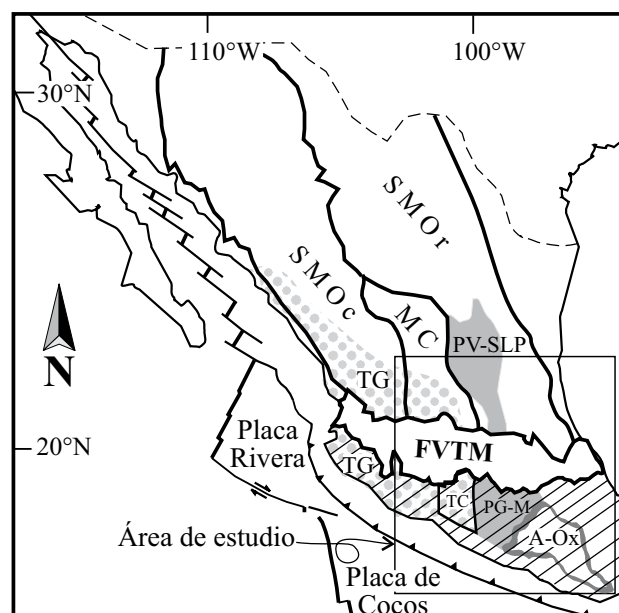 110°W
100°W
30°N
SMOr
SMOc
MC
PV-SLP
N
TG
20°N
Placa
Rivera
FVTM
TG
TC
PG-M
A-Ox
Área de estudio
Placa de
Cocos